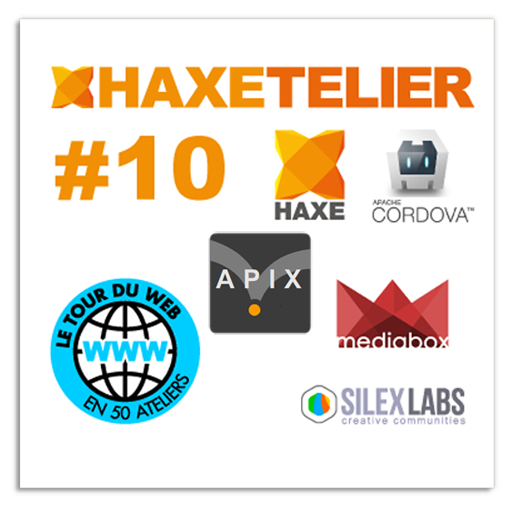 HAXETELIER
#10
HAXE
APACHE
CORDOVA™
APIX
LE TOUR DU WEB
WWW
EN 50 ATELIERS
mediabox
SILEX LABS
creative communities